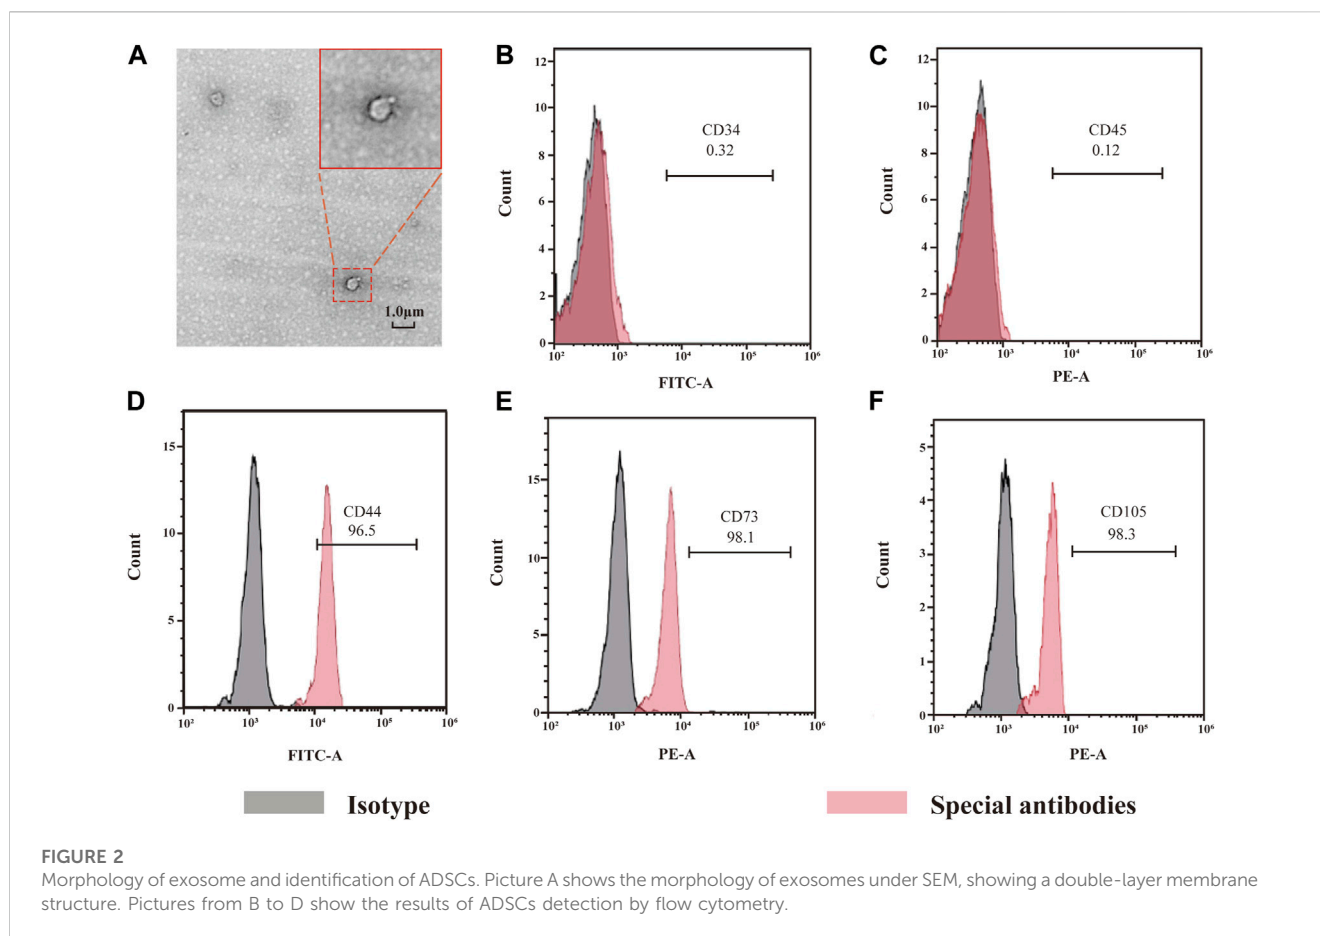 A
1.0μm
B
12
10
8
6
4
2
0
Count
CD34
0.32
10² 10³ 10⁴ 10⁵ 10⁶
FITC-A
C
12
10
8
6
4
2
0
Count
CD45
0.12
10² 10³ 10⁴ 10⁵ 10⁶
PE-A
D
15
10
5
0
Count
CD44
96.5
10² 10³ 10⁴ 10⁵ 10⁶
FITC-A
E
15
10
5
0
Count
CD73
98.1
10² 10³ 10⁴ 10⁵ 10⁶
PE-A
F
5
4
3
2
1
0
Count
CD105
98.3
10² 10³ 10⁴ 10⁵ 10⁶
PE-A
Isotype
Special antibodies
FIGURE 2
Morphology of exosome and identification of ADSCs. Picture A shows the morphology of exosomes under SEM, showing a double-layer membrane
structure. Pictures from B to D show the results of ADSCs detection by flow cytometry.